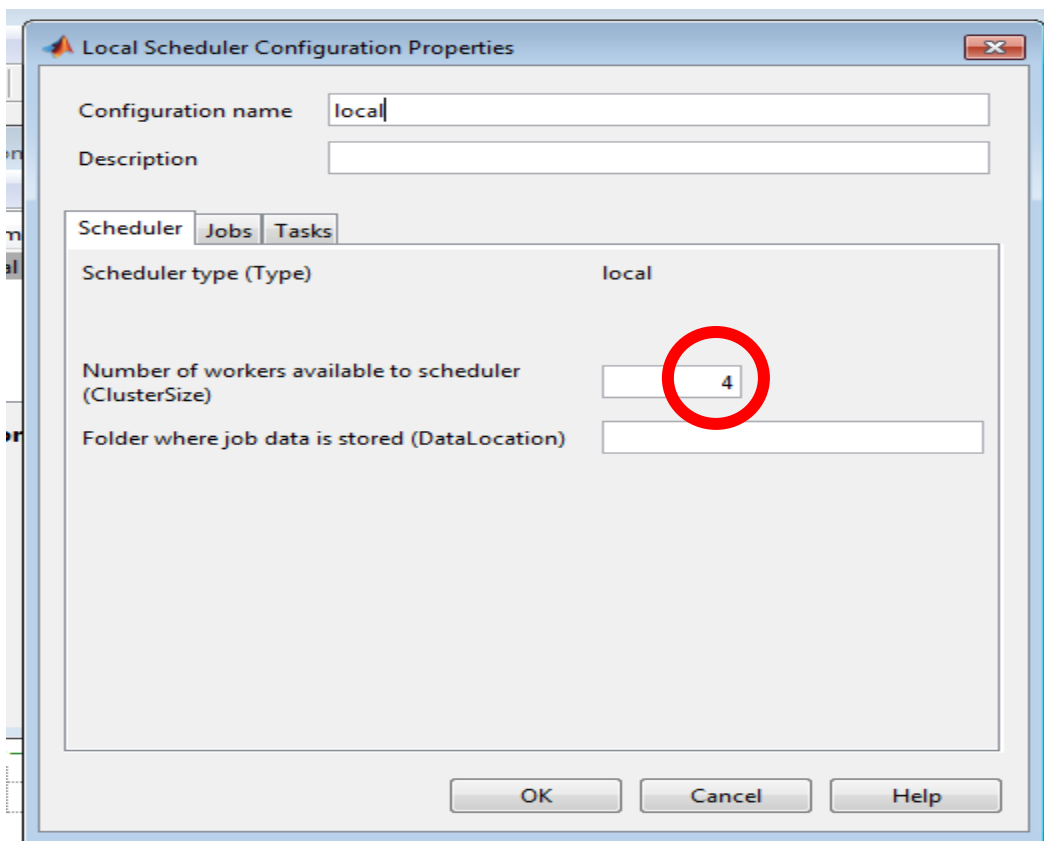 Local Scheduler Configuration Properties
Configuration name local
Description
Scheduler Jobs Tasks
Scheduler type (Type) local
Number of workers available to scheduler
(ClusterSize)
4
Folder where job data is stored (DataLocation)
OK Cancel Help